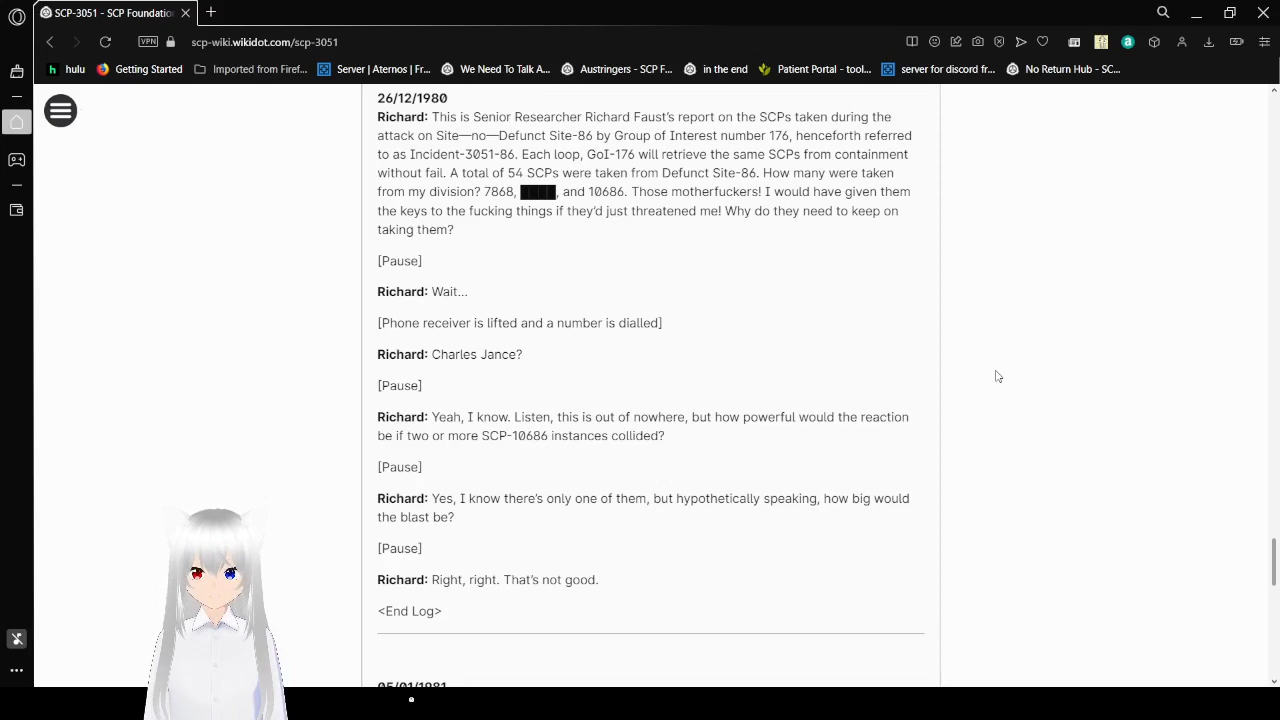 SCP-3051 - SCP Foundation
VPN
scp-wiki.wikidot.com/scp-3051
h hulu
Getting Started
Imported from Firef...
Server | Aternos | Fr...
We Need To Talk A...
Austringers - SCP F...
in the end
Patient Portal - tool...
server for discord fr...
No Return Hub - SC...
26/12/1980
Richard: This is Senior Researcher Richard Faust's report on the SCPs taken during the
attack on Site—no—Defunct Site-86 by Group of Interest number 176, henceforth referred
to as Incident-3051-86. Each loop, GoI-176 will retrieve the same SCPs from containment
without fail. A total of 54 SCPs were taken from Defunct Site-86. How many were taken
from my division? 7868, ████, and 10686. Those motherfuckers! I would have given them
the keys to the fucking things if they'd just threatened me! Why do they need to keep on
taking them?
[Pause]
Richard: Wait...
[Phone receiver is lifted and a number is dialled]
Richard: Charles Jance?
[Pause]
Richard: Yeah, I know. Listen, this is out of nowhere, but how powerful would the reaction
be if two or more SCP-10686 instances collided?
[Pause]
Richard: Yes, I know there's only one of them, but hypothetically speaking, how big would
the blast be?
[Pause]
Richard: Right, right. That's not good.
<End Log>
05/01/1981